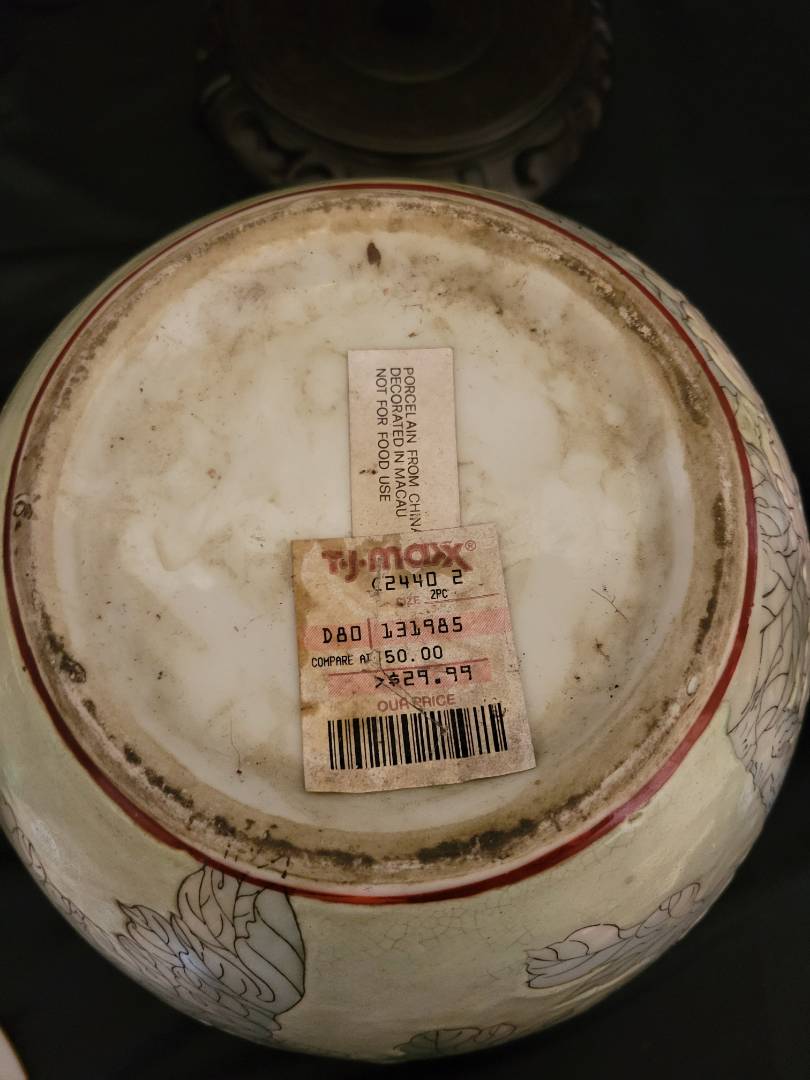 PORCELAIN FROM CHINA
DECORATED IN MACAU
NOT FOR FOOD USE
T·J·maxx®
C2440 2
SIZE 2PC
D80 131985
COMPARE AT 50.00
>$29.99
OUR PRICE